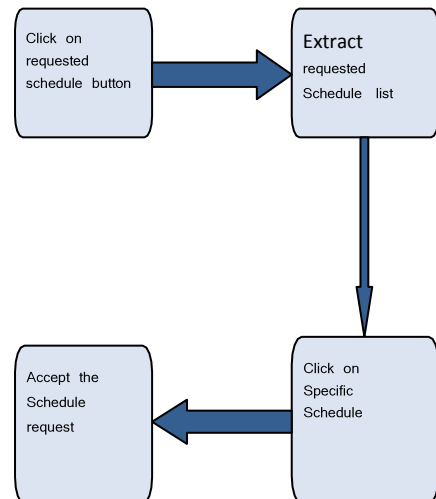 Click on
requested
schedule button
Extract
requested
Schedule list
Click on
Specific
Schedule
Accept the
Schedule
request